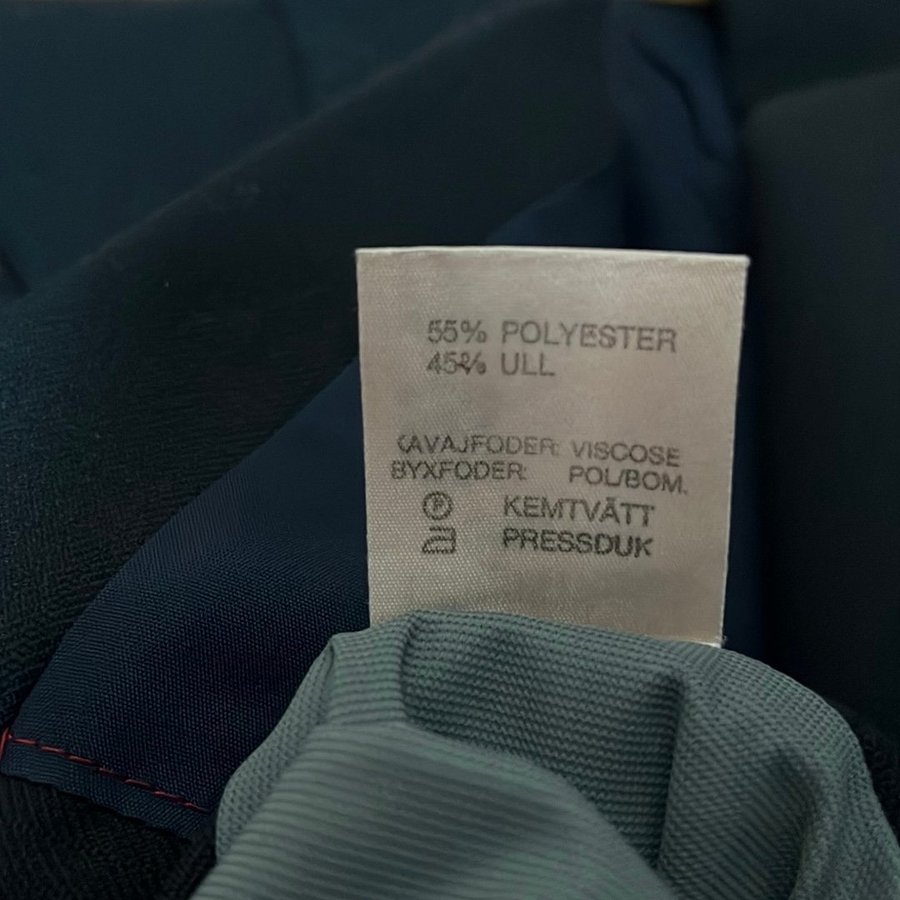 55% POLYESTER
45% ULL
KAVAJFODER: VISCOSE
BYXFODER: POL/BOM.
P KEMTVÄTT
PRESSDUK